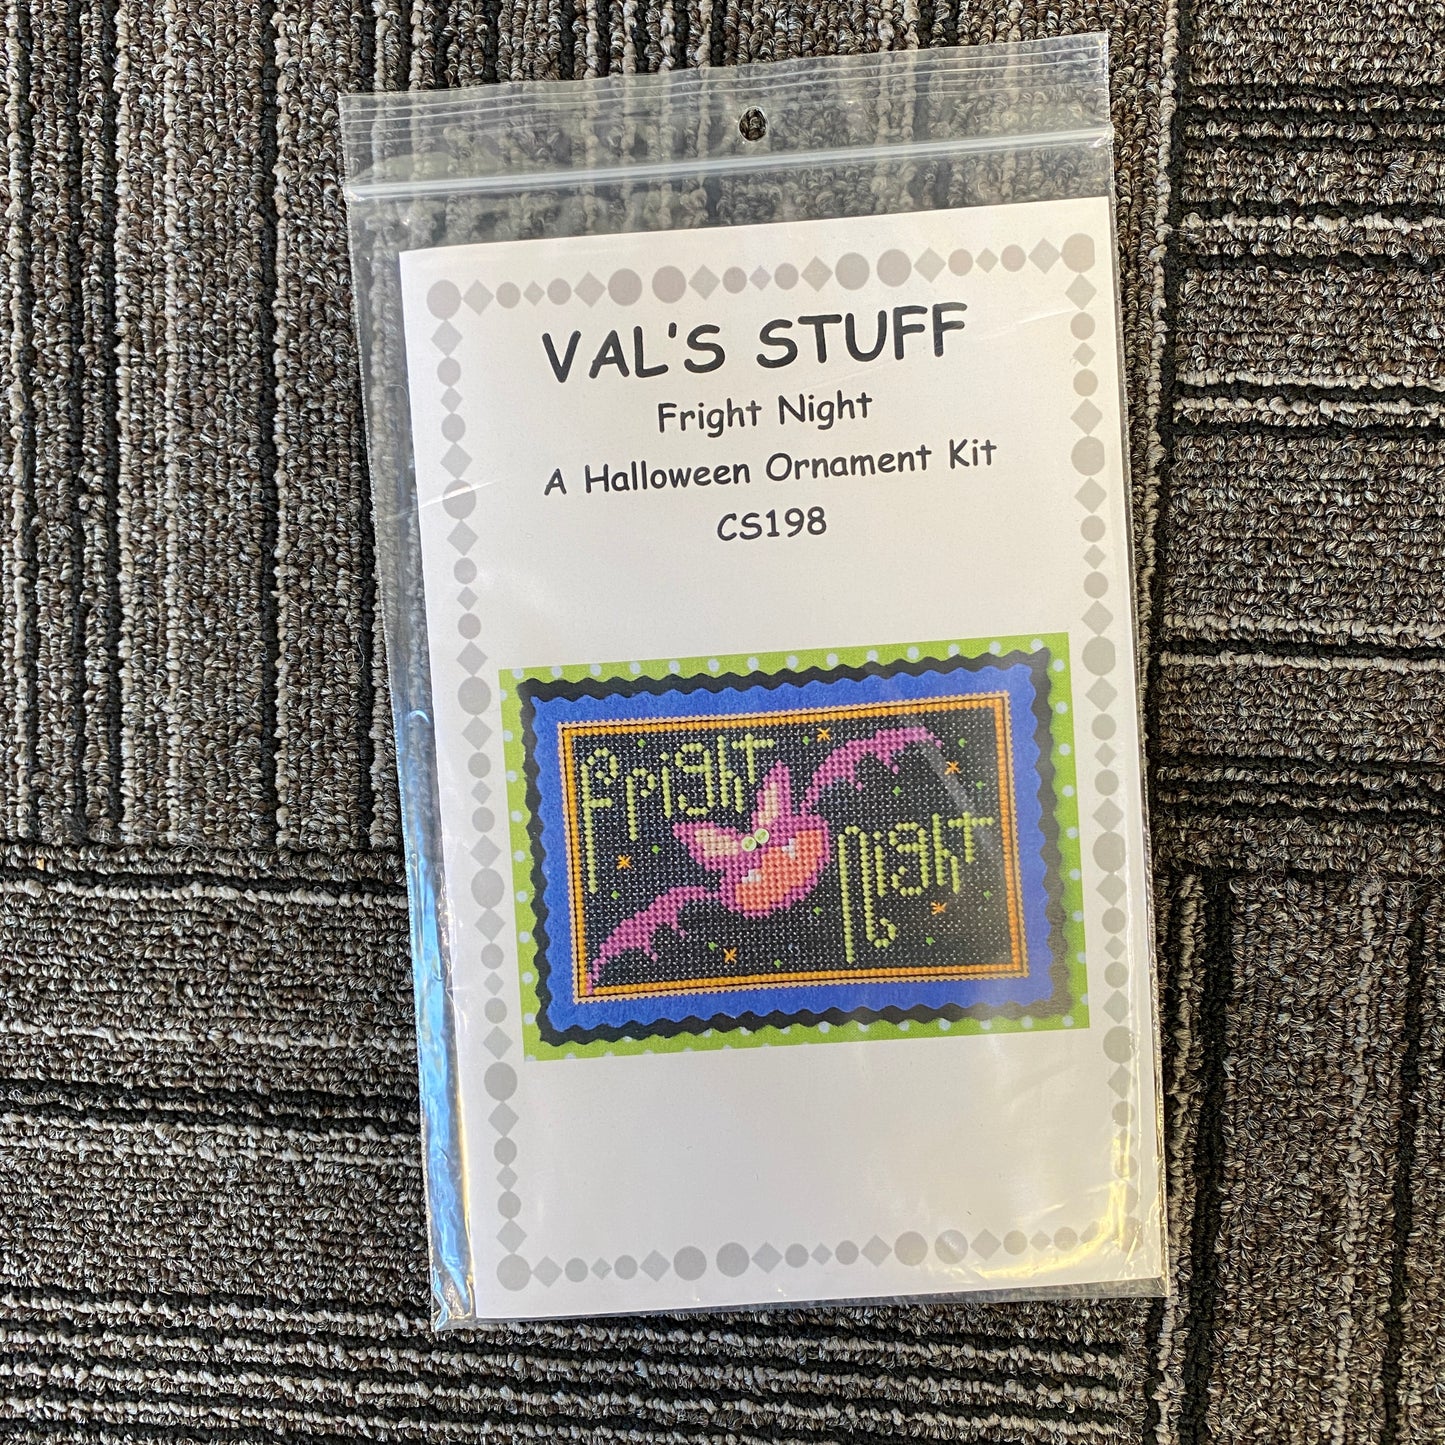 VAL'S STUFF
Fright Night
A Halloween Ornament Kit
CS198
fright
night